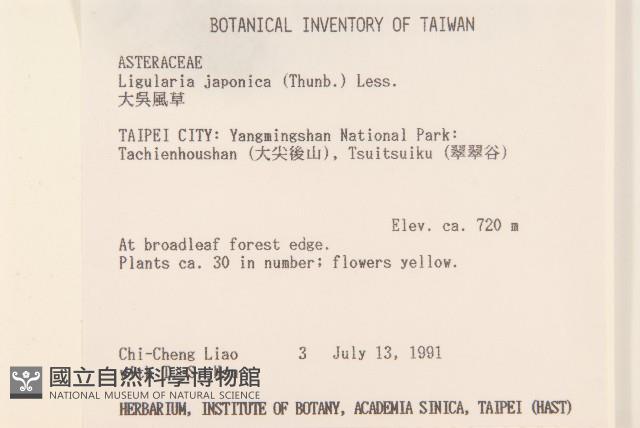 BOTANICAL INVENTORY OF TAIWAN
ASTERACEAE
Ligularia japonica (Thunb.) Less.
大吳風草
TAIPEI CITY: Yangmingshan National Park:
Tachienhoushan (大尖後山), Tsuitsuiku (翠翠谷)
Elev. ca. 720 m
At broadleaf forest edge.
Plants ca. 30 in number; flowers yellow.
Chi-Cheng Liao 3 July 13, 1991
國立自然科學博物館
NATIONAL MUSEUM OF NATURAL SCIENCE
HERBARIUM, INSTITUTE OF BOTANY, ACADEMIA SINICA, TAIPEI (HAST)